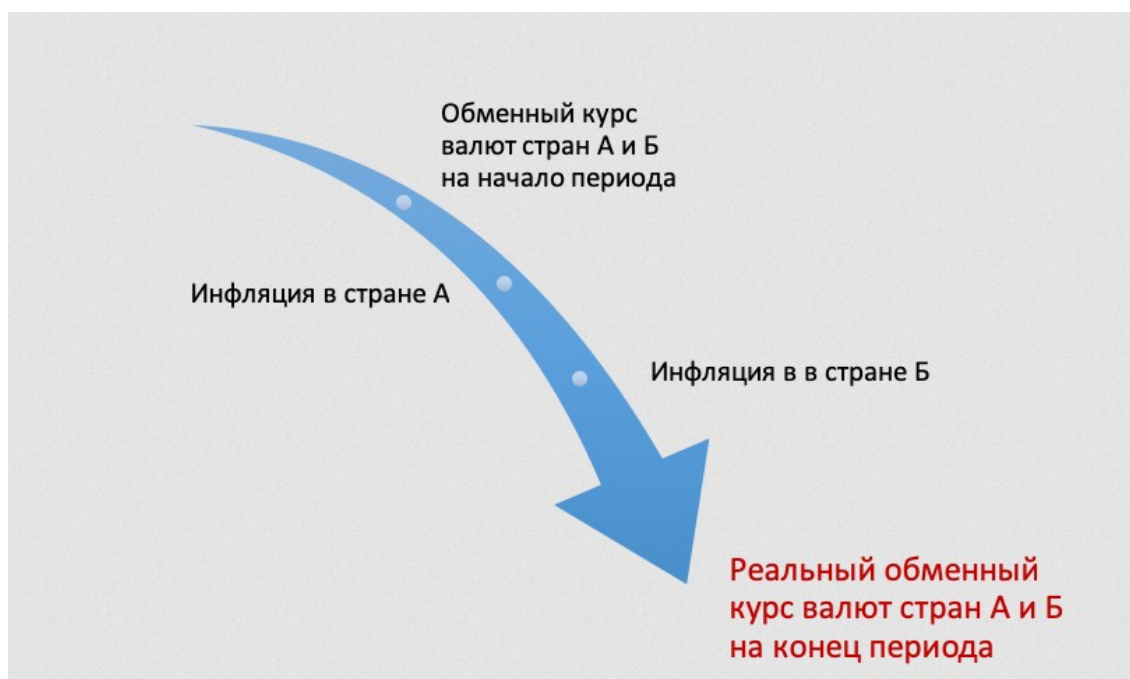 Обменный курс
валют стран А и Б
на начало периода
Инфляция в стране А
Инфляция в в стране Б
Реальный обменный
курс валют стран А и Б
на конец периода